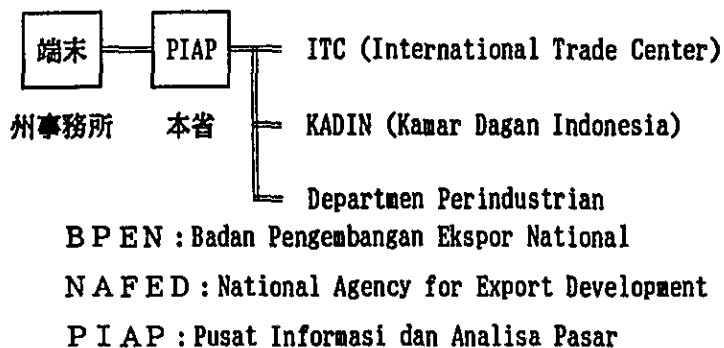 端末 PIAP ITC (International Trade Center)
州事務所 本省 KADIN (Kamar Dagan Indonesia)
Departmen Perindustrian
BPEN : Badan Pengembangan Ekspor National
NAFED : National Agency for Export Development
PIAP : Pusat Informasi dan Analisa Pasar